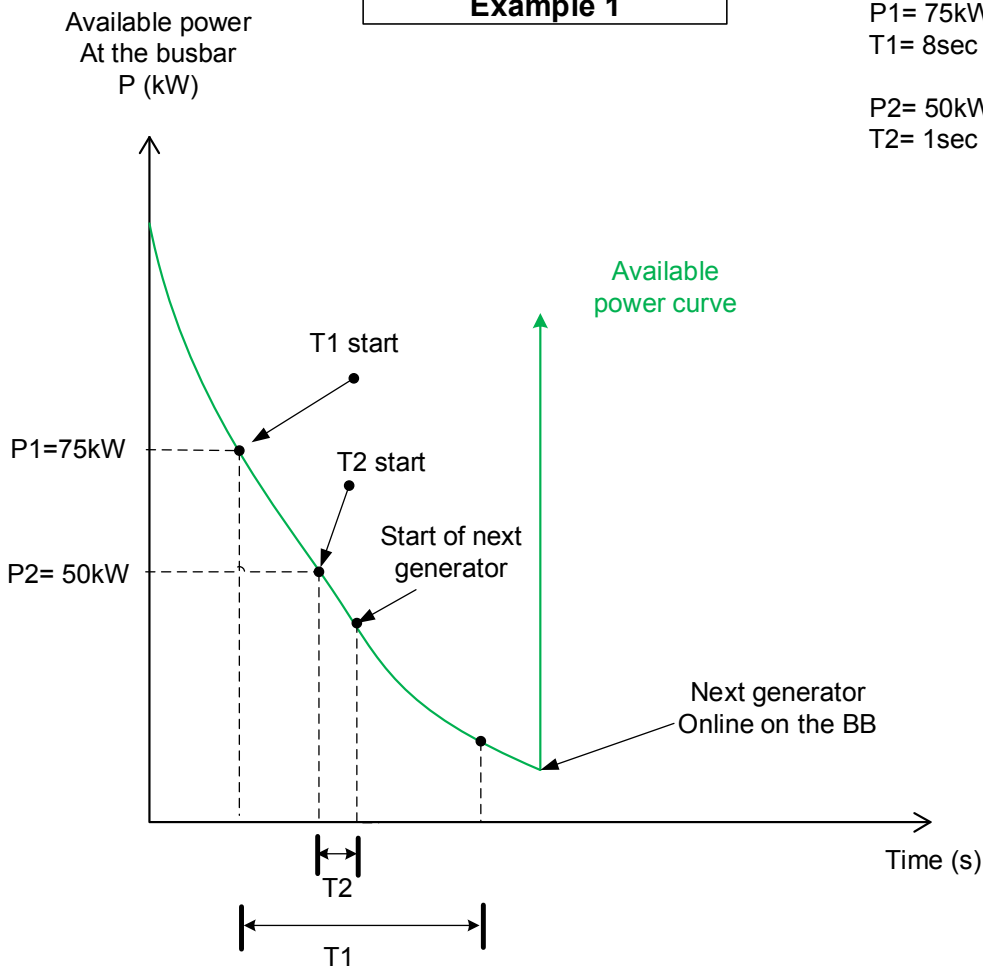 Example 1
Available power
At the busbar
P (kW)
P1= 75kW
T1= 8sec
P2= 50kW
T2= 1sec
Available
power curve
T1 start
P1=75kW
T2 start
Start of next
generator
P2= 50kW
Next generator
Online on the BB
Time (s)
T2
T1